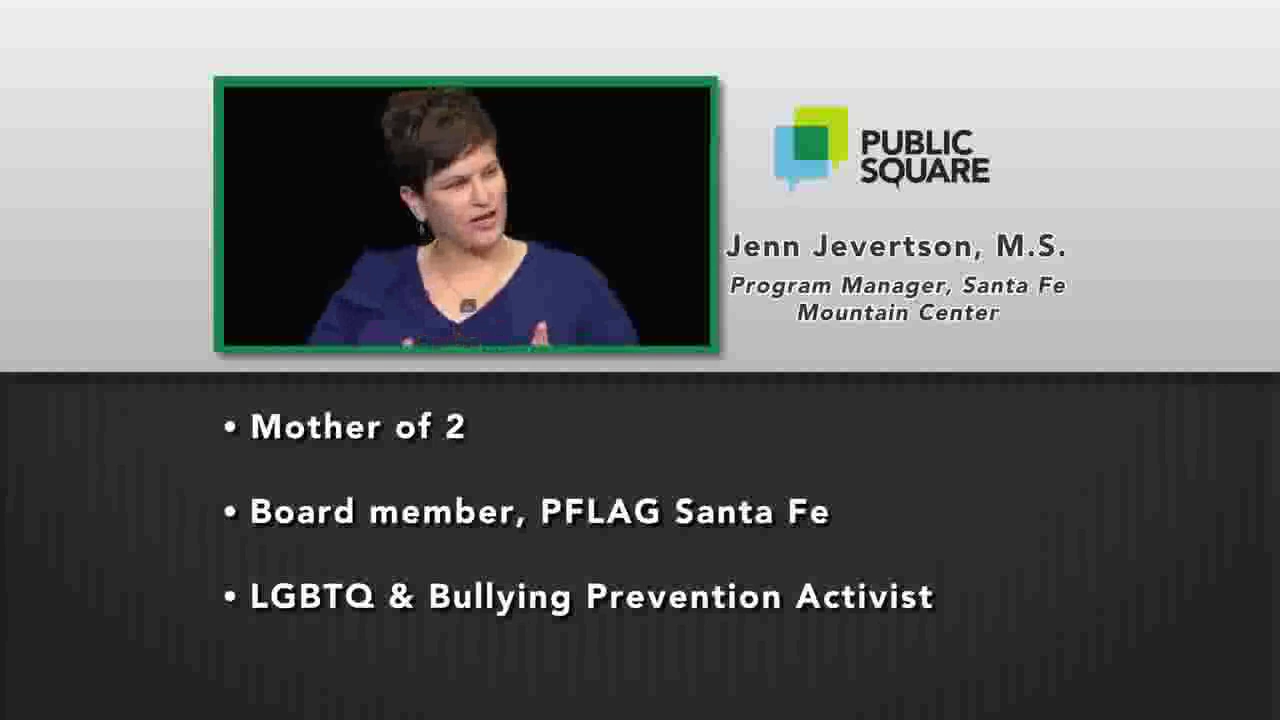 PUBLIC
SQUARE
Jenn Jevertson, M.S.
Program Manager, Santa Fe
Mountain Center
• Mother of 2
• Board member, PFLAG Santa Fe
• LGBTQ & Bullying Prevention Activist